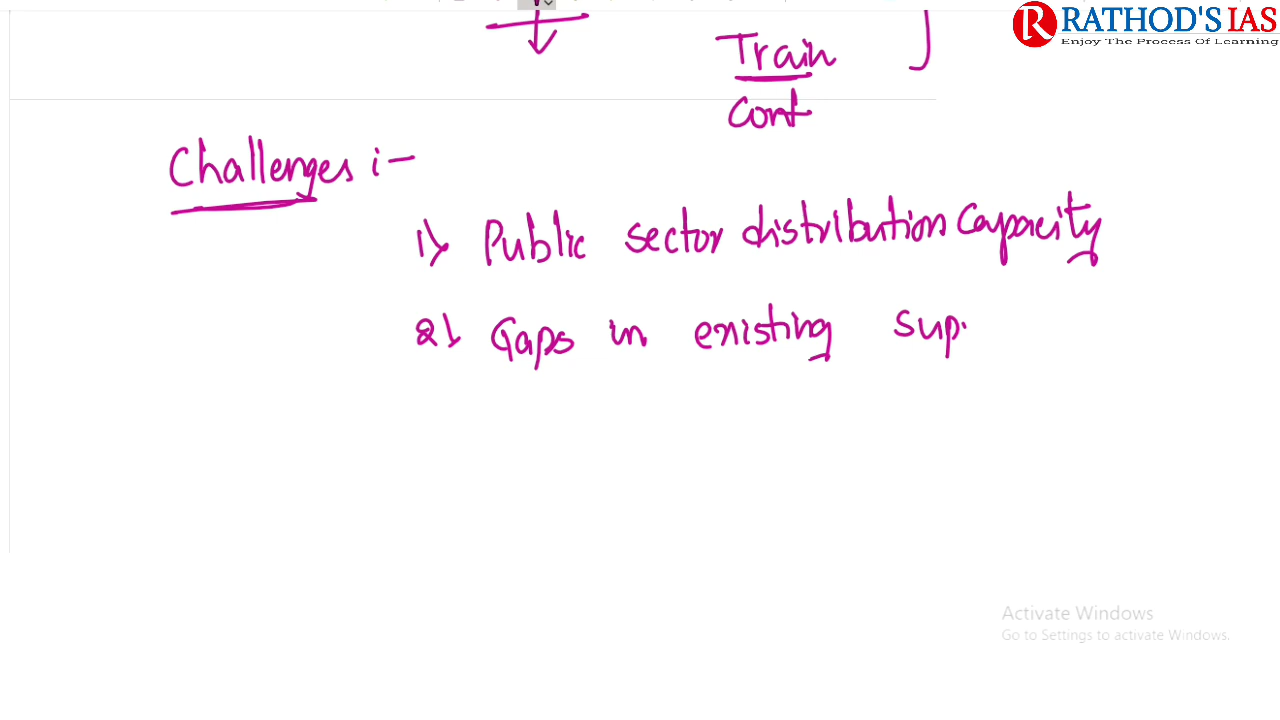 RATHOD'S IAS
Enjoy The Process Of Learning
Train
Cont
Challenges :-
1) Public sector distribution Capacity
2) Gaps in existing sup
Activate Windows
Go to Settings to activate Windows.